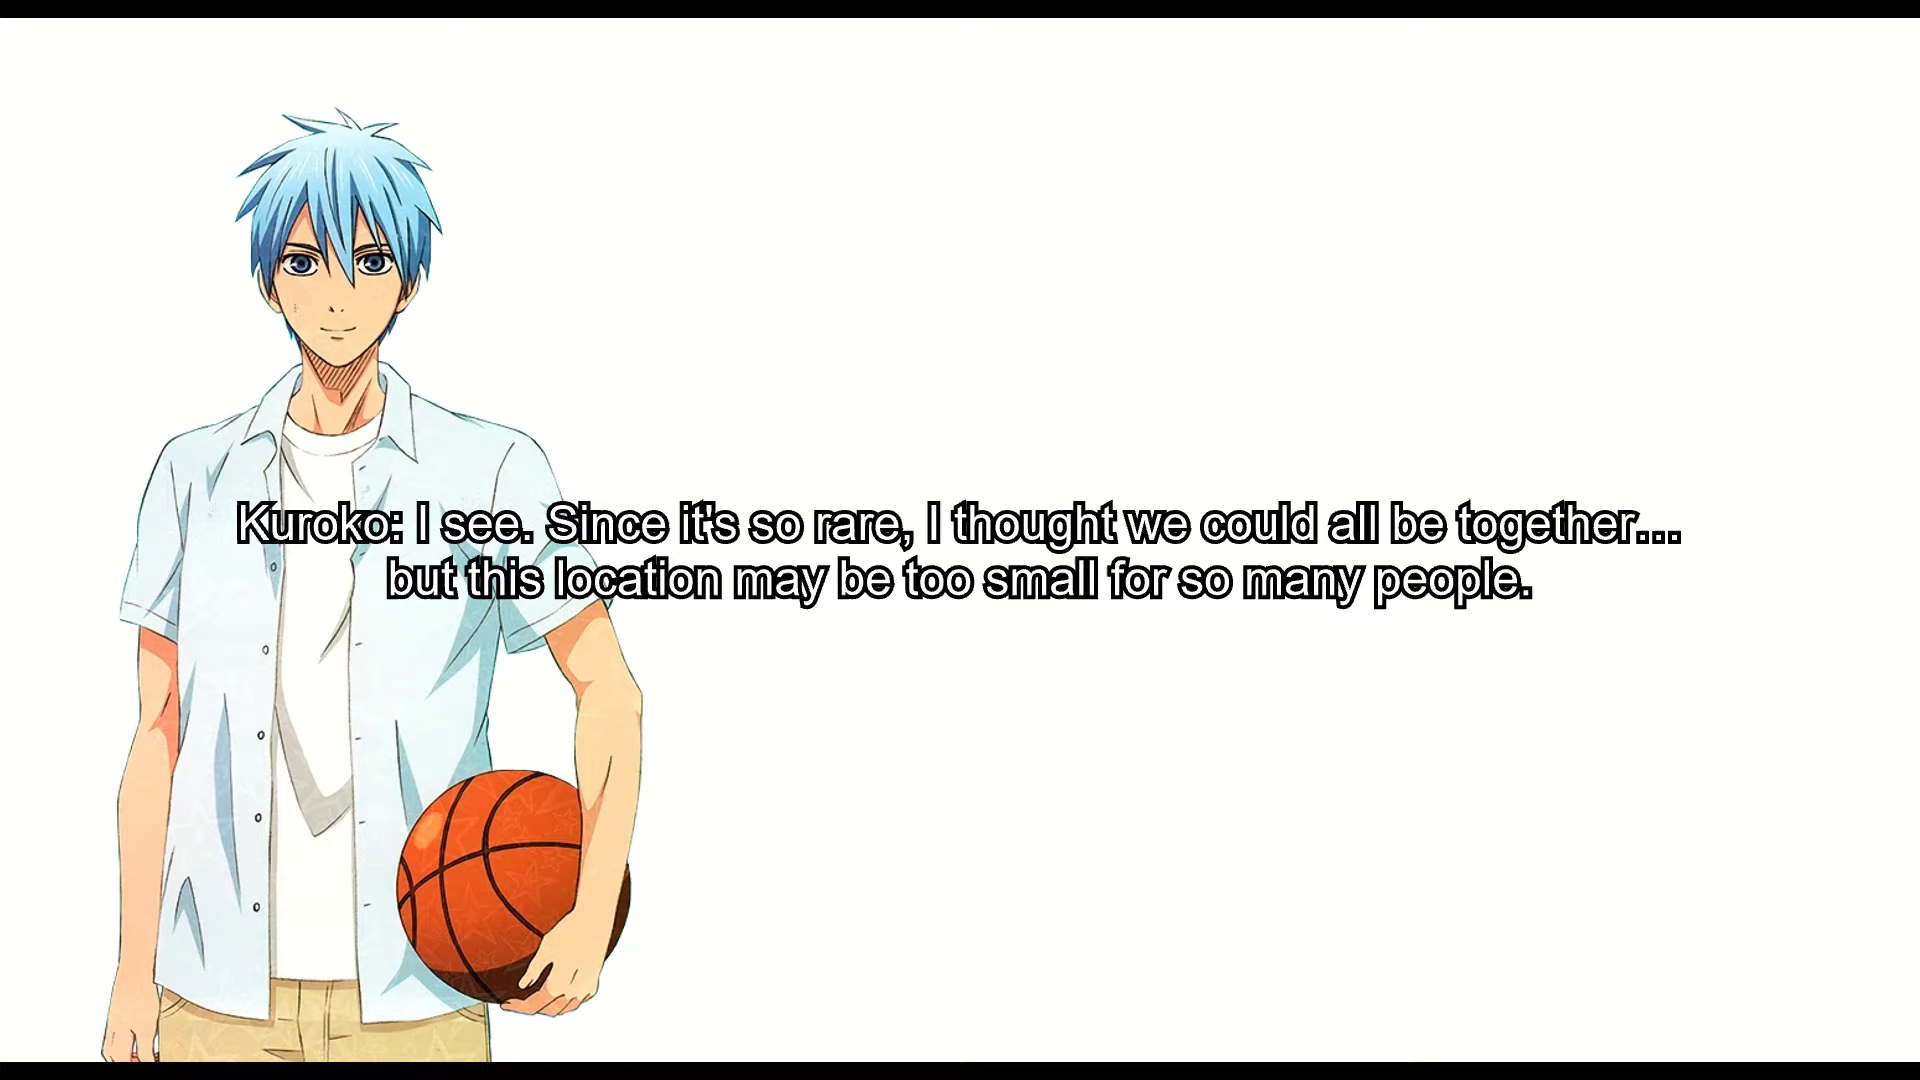 Kuroko: I see. Since it's so rare, I thought we could all be together...
but this location may be too small for so many people.